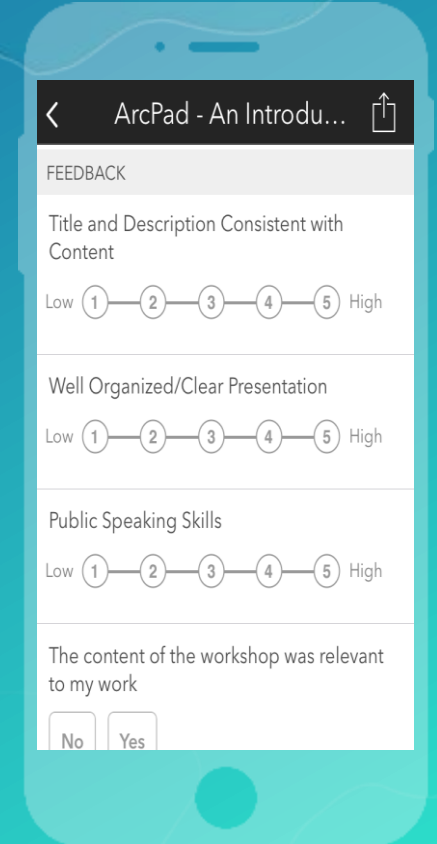 ArcPad - An Introdu...
FEEDBACK
Title and Description Consistent with
Content
Low 1 2 3 4 5 High
Well Organized/Clear Presentation
Low 1 2 3 4 5 High
Public Speaking Skills
Low 1 2 3 4 5 High
The content of the workshop was relevant
to my work
No Yes